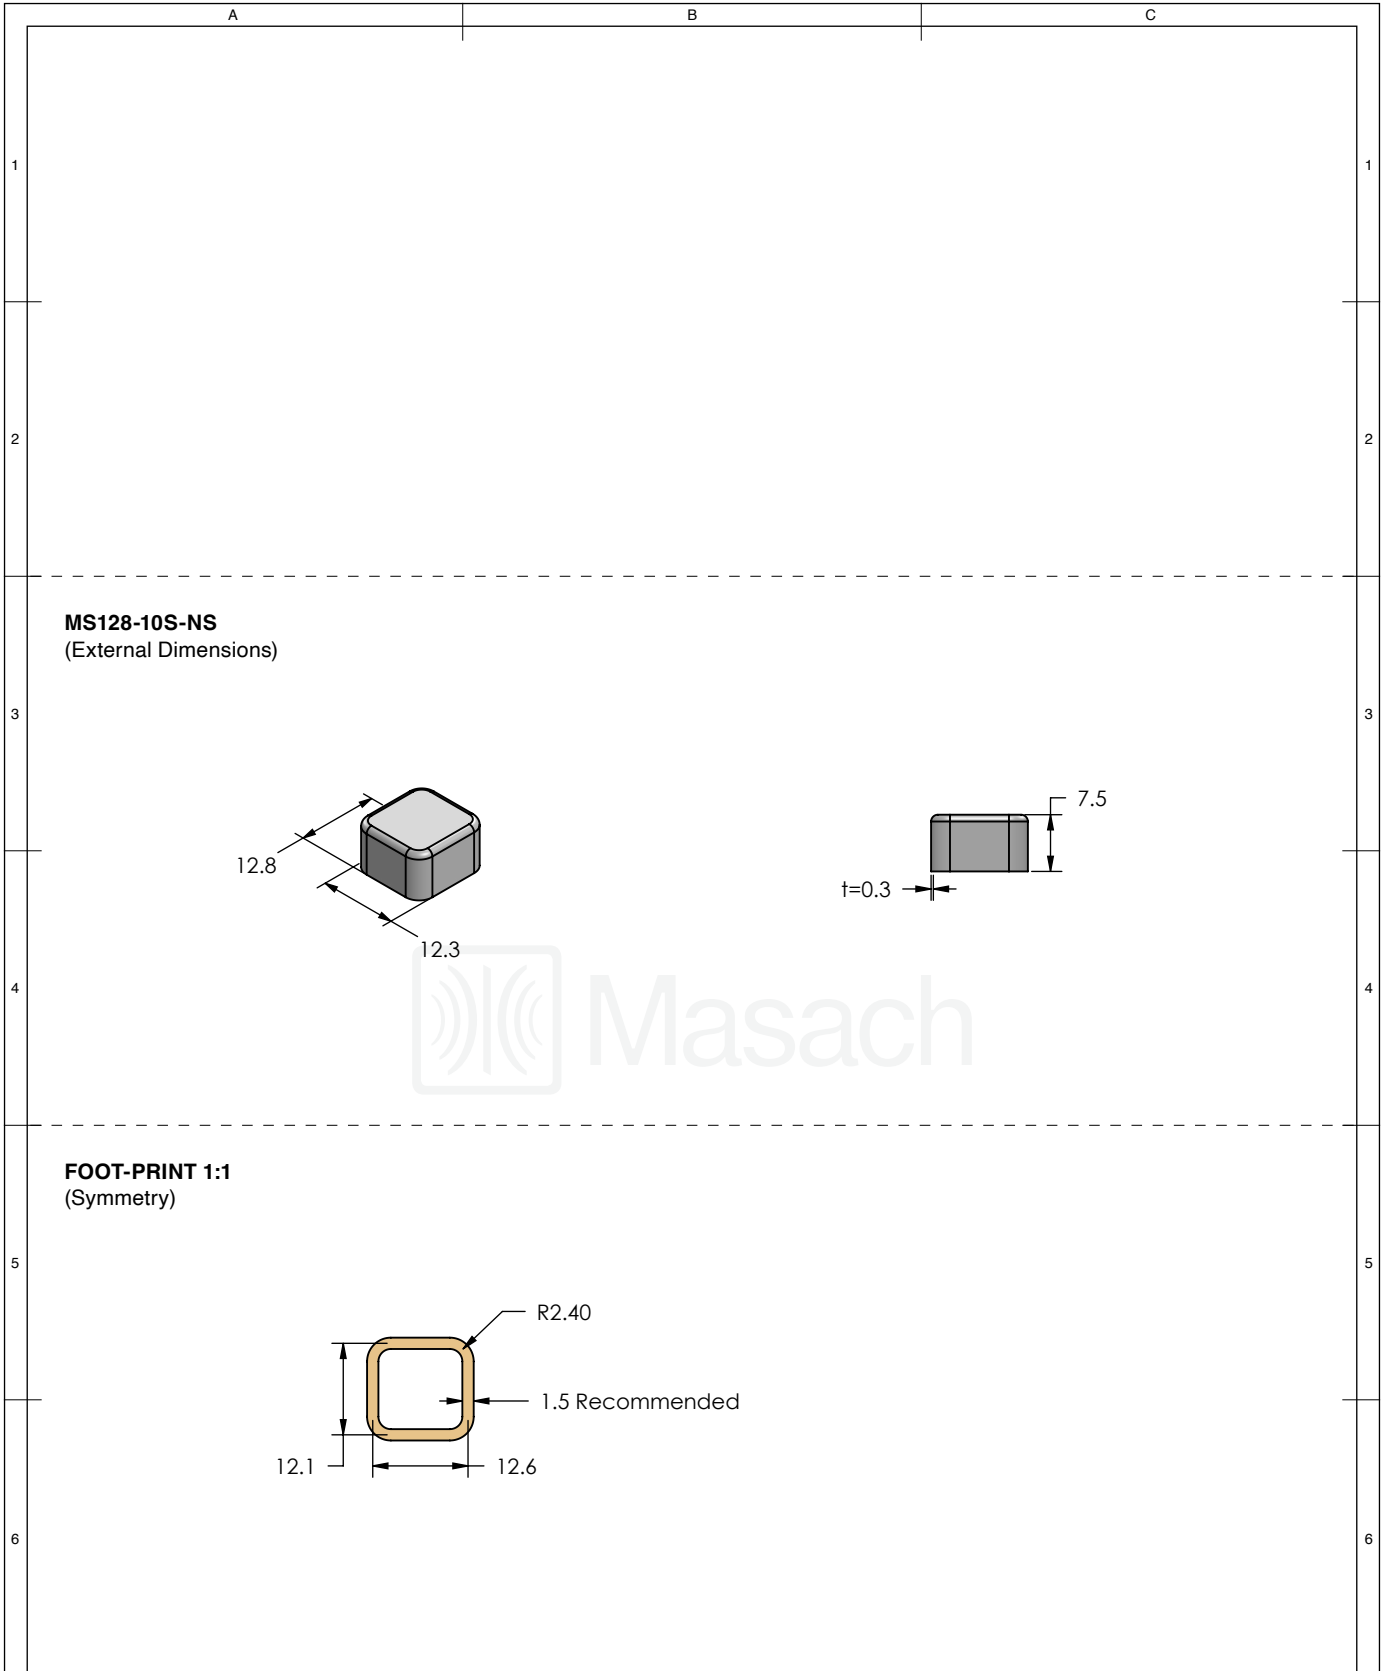 A B C
1 1
2 2
MS128-10S-NS
(External Dimensions)
3 3
7.5
12.8
t=0.3
12.3
Masach
4 4
FOOT-PRINT 1:1
(Symmetry)
5 5
R2.40
1.5 Recommended
12.1 12.6
6 6